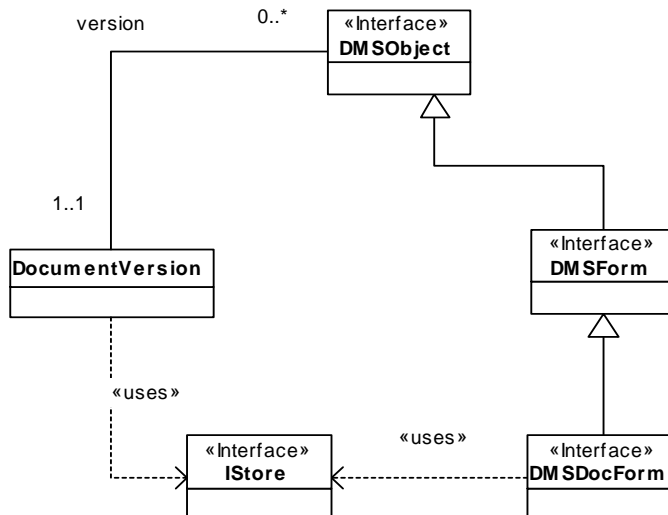 version
0..*
«Interface»
DMSObject
1..1
DocumentVersion
«Interface»
DMSForm
«uses»
«uses»
«Interface»
IStore
«Interface»
DMSDocForm